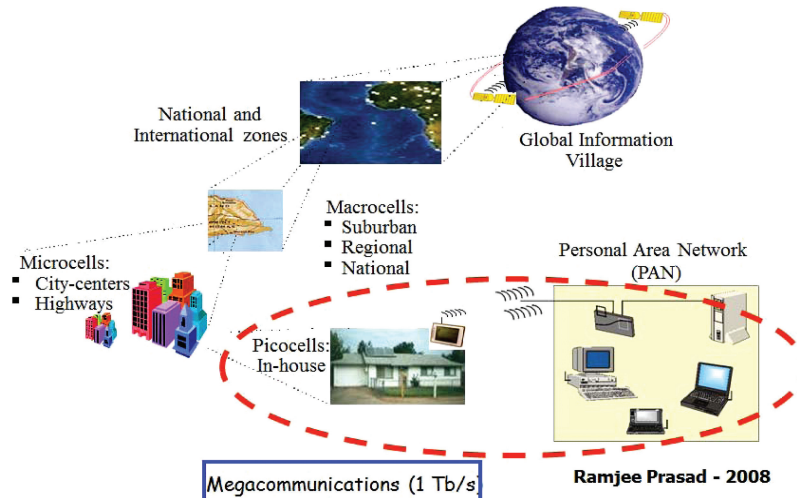 National and
International zones
Global Information
Village
Macrocells:
▪ Suburban
▪ Regional
▪ National
Microcells:
▪ City-centers
▪ Highways
Personal Area Network
(PAN)
Picocells:
In-house
Megacommunications (1 Tb/s)
Ramjee Prasad - 2008